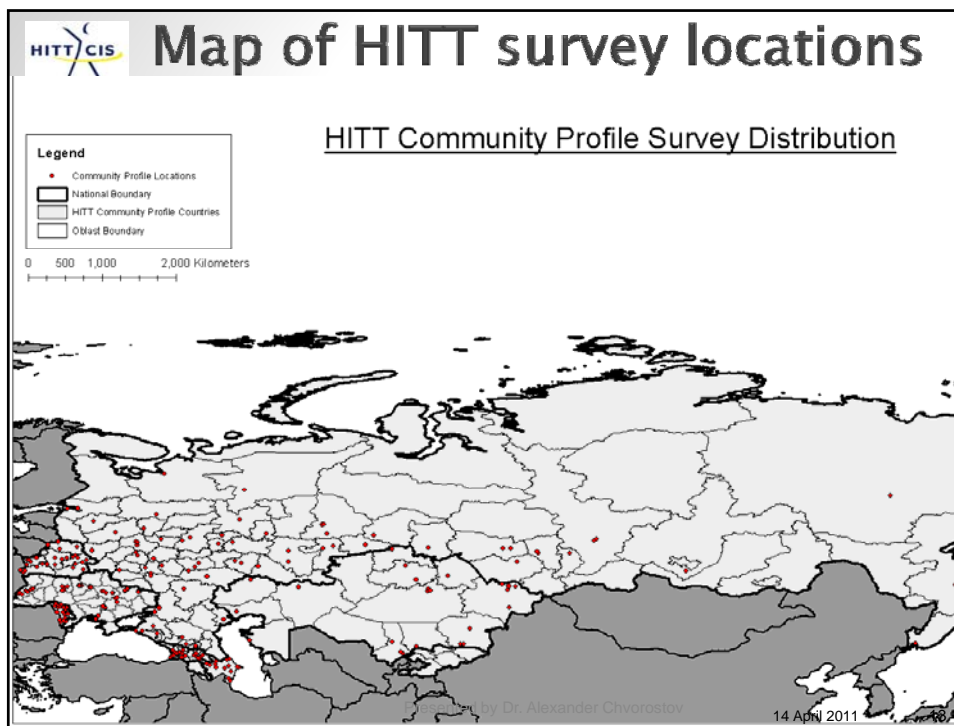 HITT CIS
Map of HITT survey locations
HITT Community Profile Survey Distribution
Legend
Community Profile Locations
National Boundary
HITT Community Profile Countries
Oblast Boundary
0 500 1,000 2,000 Kilometers
Presented by Dr. Alexander Chvorostov
14 April 2011 13